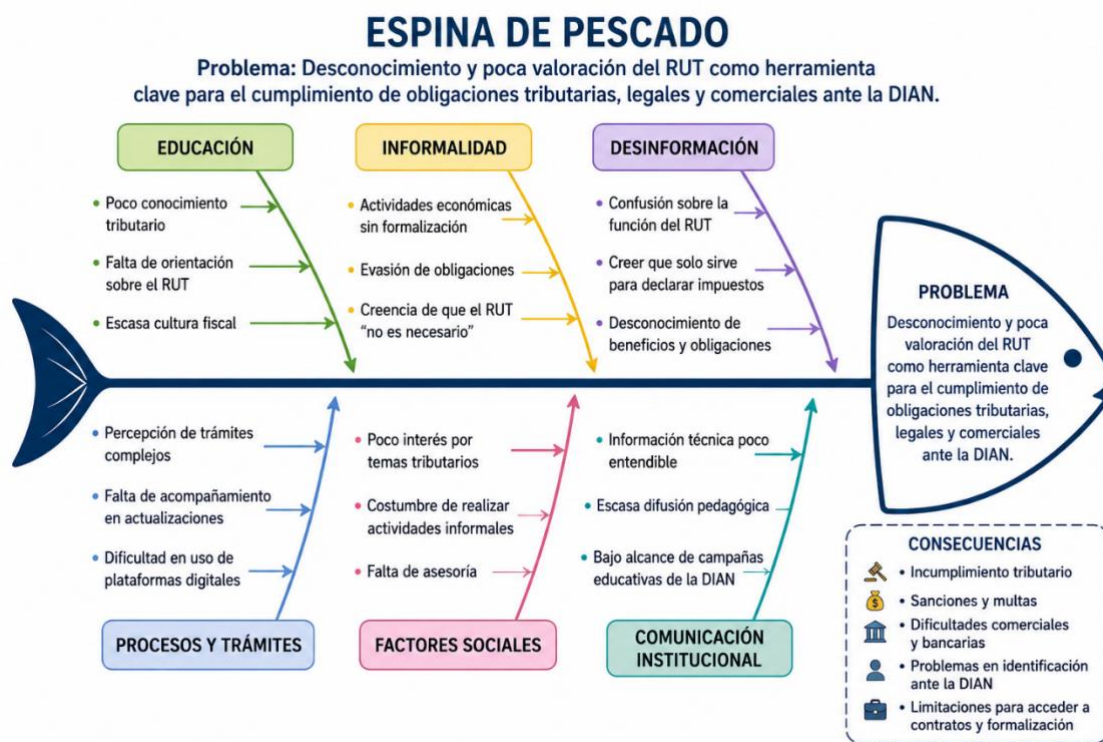 ESPINA DE PESCADO
Problema: Desconocimiento y poca valoración del RUT como herramienta
clave para el cumplimiento de obligaciones tributarias, legales y comerciales ante la DIAN.
EDUCACIÓN
• Poco conocimiento
tributario
• Falta de orientación
sobre el RUT
• Escasa cultura fiscal
INFORMALIDAD
• Actividades económicas
sin formalización
• Evasión de obligaciones
• Creencia de que el RUT
“no es necesario”
DESINFORMACIÓN
• Confusión sobre la
función del RUT
• Creer que solo sirve
para declarar impuestos
• Desconocimiento de
beneficios y obligaciones
PROBLEMA
Desconocimiento y poca
valoración del RUT
como herramienta clave
para el cumplimiento de
obligaciones tributarias,
legales y comerciales
ante la DIAN.
• Percepción de trámites
complejos
• Falta de acompañamiento
en actualizaciones
• Dificultad en uso de
plataformas digitales
PROCESOS Y TRÁMITES
• Poco interés por
temas tributarios
• Costumbre de realizar
actividades informales
• Falta de asesoría
FACTORES SOCIALES
• Información técnica poco
entendible
• Escasa difusión pedagógica
• Bajo alcance de campañas
educativas de la DIAN
COMUNICACIÓN
INSTITUCIONAL
CONSECUENCIAS
• Incumplimiento tributario
$
• Sanciones y multas
• Dificultades comerciales
y bancarias
• Problemas en identificación
ante la DIAN
• Limitaciones para acceder a
contratos y formalización